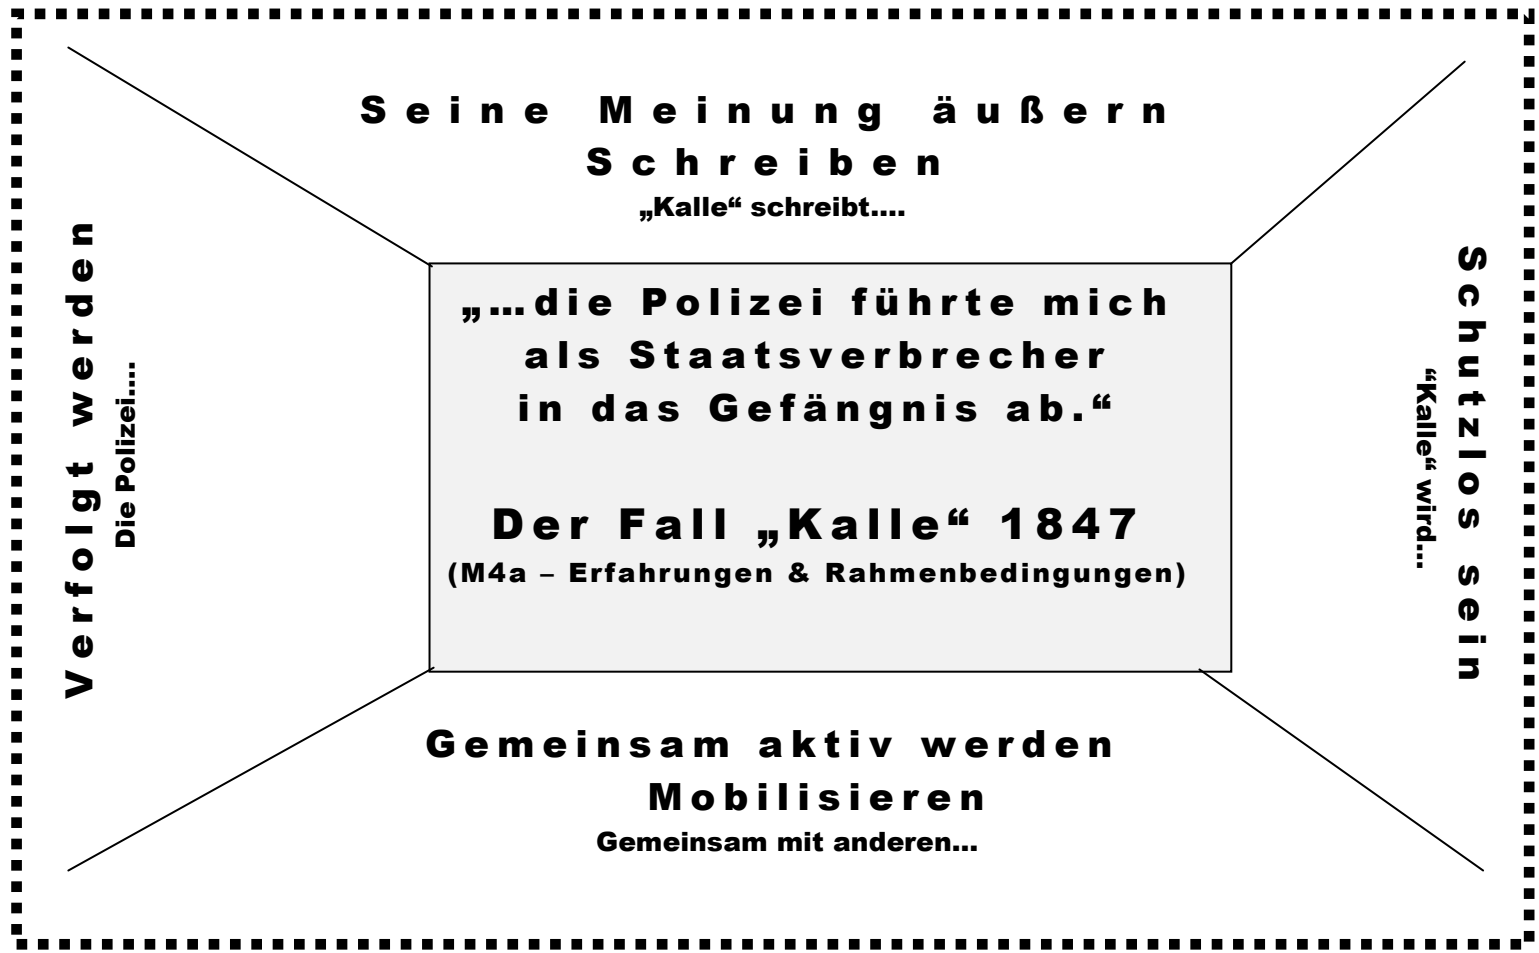 Seine Meinung äußern
Schreiben
„Kalle“ schreibt....
Verfolgt werden
Die Polizei....
„...die Polizei führte mich
als Staatsverbrecher
in das Gefängnis ab.“
Der Fall „Kalle“ 1847
(M4a – Erfahrungen & Rahmenbedingungen)
Schutzlos sein
“Kalle“ wird...
Gemeinsam aktiv werden
Mobilisieren
Gemeinsam mit anderen...